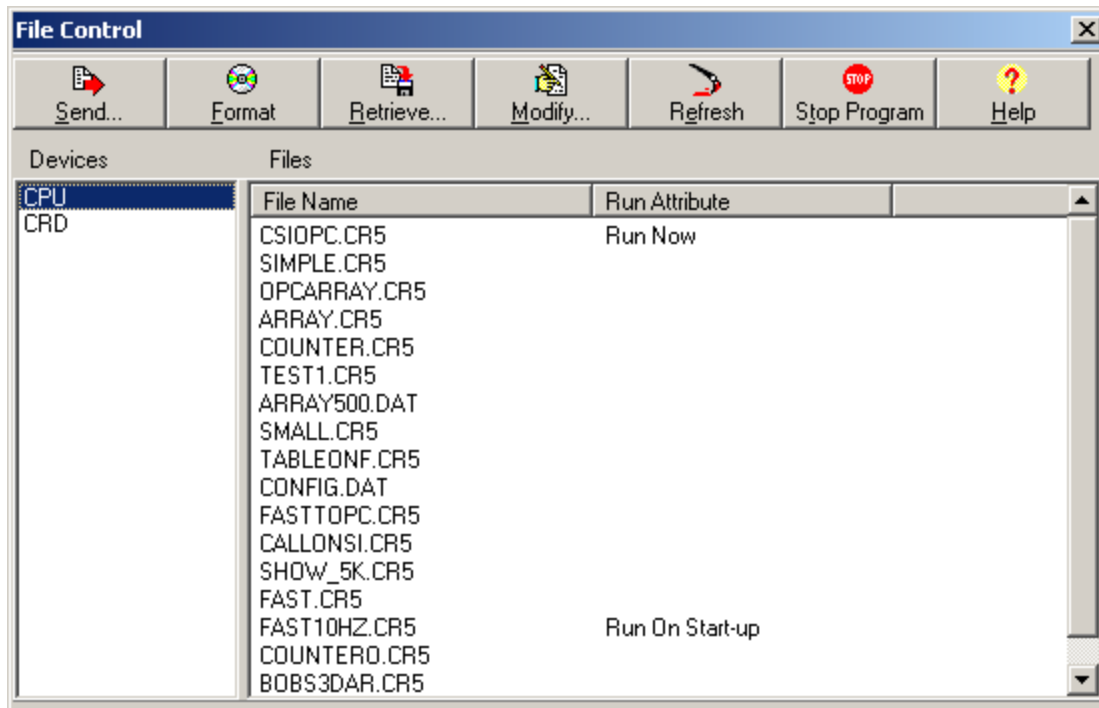 File Control
Send... Format Retrieve... Modify... Refresh STOP Stop Program ? Help
Devices Files
CPU File Name Run Attribute
CRD CSIOPC.CR5 Run Now
SIMPLE.CR5
OPCARRAY.CR5
ARRAY.CR5
COUNTER.CR5
TEST1.CR5
ARRAY500.DAT
SMALL.CR5
TABLEONF.CR5
CONFIG.DAT
FASTTOPC.CR5
CALLONSI.CR5
SHOW_5K.CR5
FAST.CR5
FAST10HZ.CR5 Run On Start-up
COUNTERO.CR5
BOBS3DAR.CR5